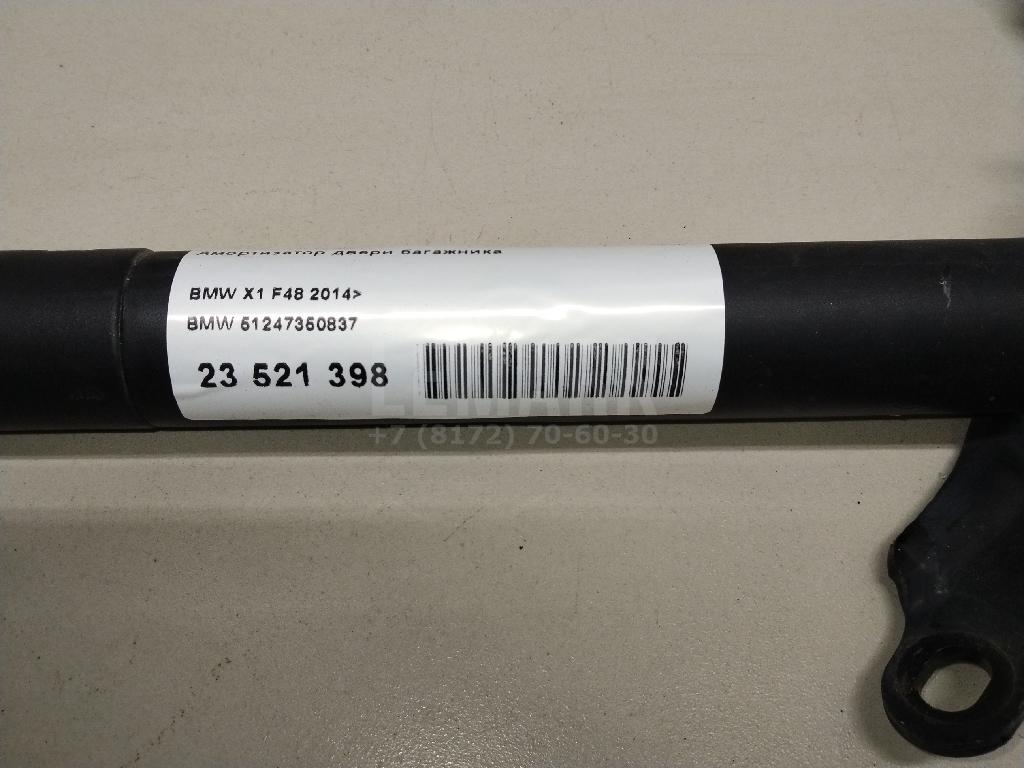 Амортизатор двери багажника
BMW X1 F48 2014>
BMW 51247350837
23 521 398
+7 (8172) 70-60-30